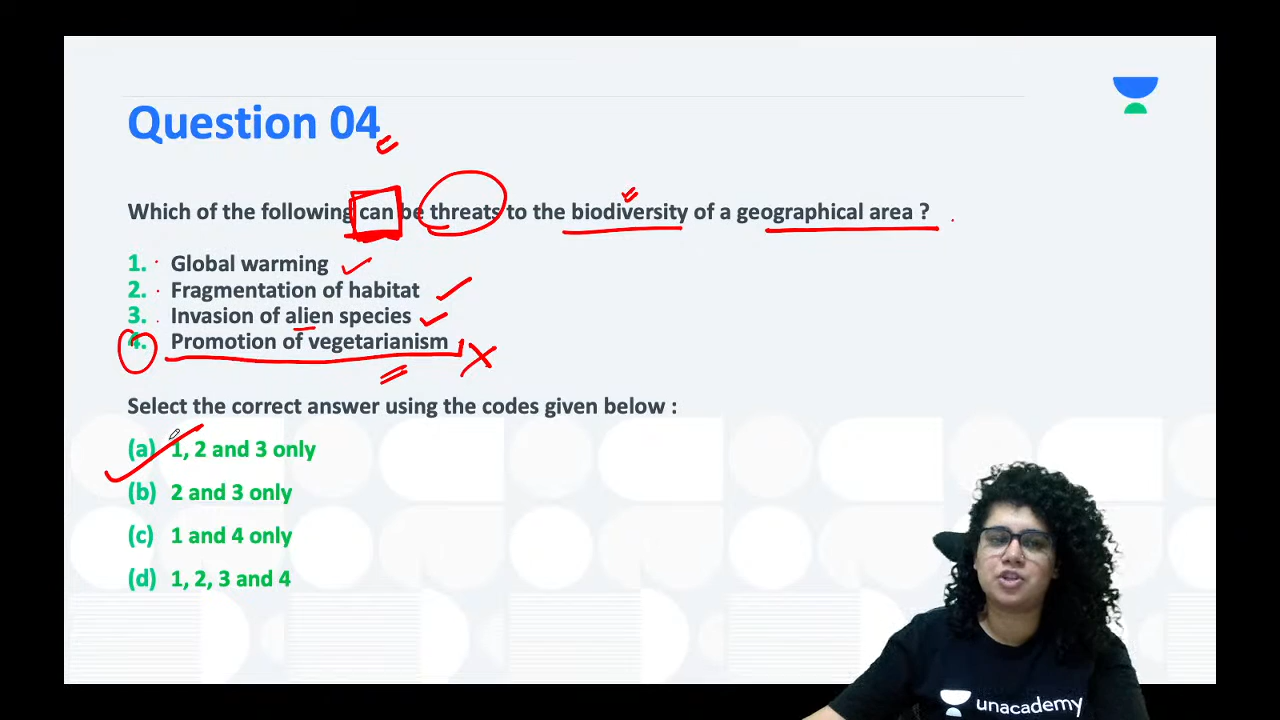 Question 04
Which of the following can be threats to the biodiversity of a geographical area ?
1. Global warming
2. Fragmentation of habitat
3. Invasion of alien species
4. Promotion of vegetarianism
Select the correct answer using the codes given below :
(a) 1, 2 and 3 only
(b) 2 and 3 only
(c) 1 and 4 only
(d) 1, 2, 3 and 4
unacademy